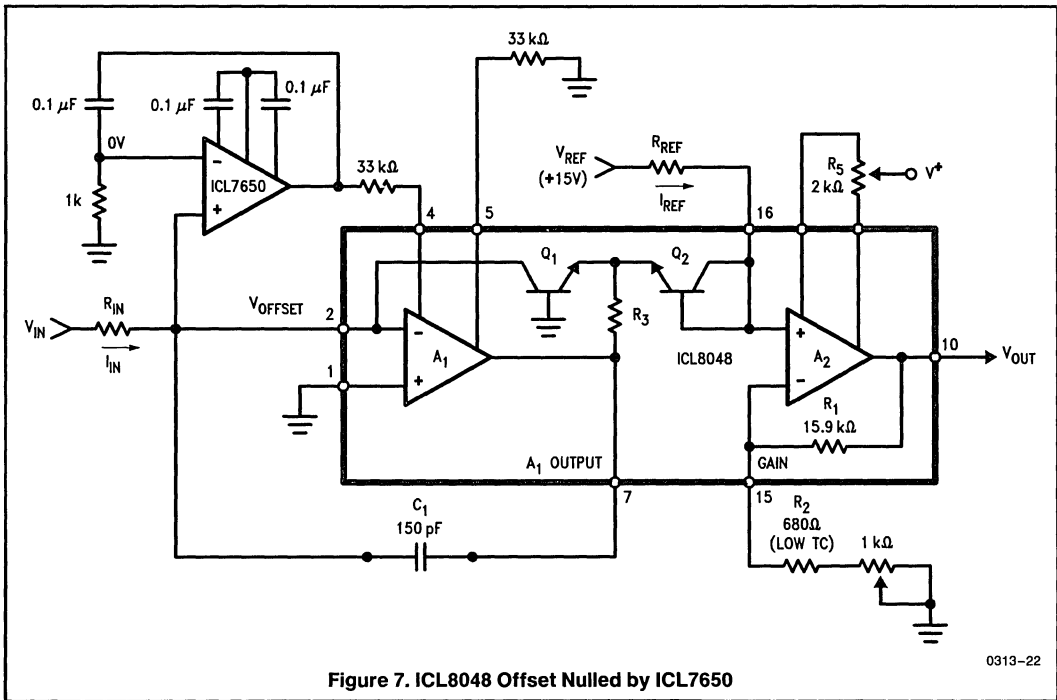 33 kΩ
0.1 μF
0.1 μF
0.1 μF
0V
ICL7650
1k
33 kΩ
4
5
VREF
(+15V)
RREF
IREF
16
R5
2 kΩ
V+
Q1
Q2
VIN
RIN
IIN
VOFFSET
2
1
-
+
A1
-
+
R3
ICL8048
+
A2
-
10
VOUT
R1
15.9 kΩ
A1 OUTPUT
GAIN
7
15
C1
150 pF
R2
680Ω
(LOW TC)
1 kΩ
0313–22
Figure 7. ICL8048 Offset Nulled by ICL7650